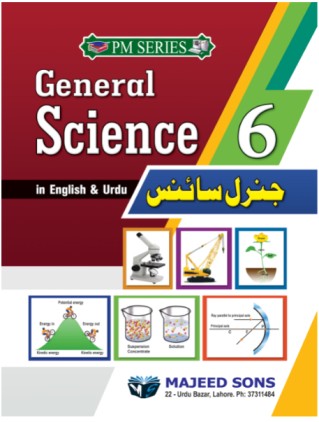 PM SERIES
General
Science 6
in English & Urdu
جنرل سائنس
Potential energy
Energy in
Energy out
Kinetic energy
Kinetic energy
Suspension
Concentrate
Solution
Ray parallel to principal axis
Principal axis
MAJEED SONS
22 - Urdu Bazar, Lahore. Ph: 37311484